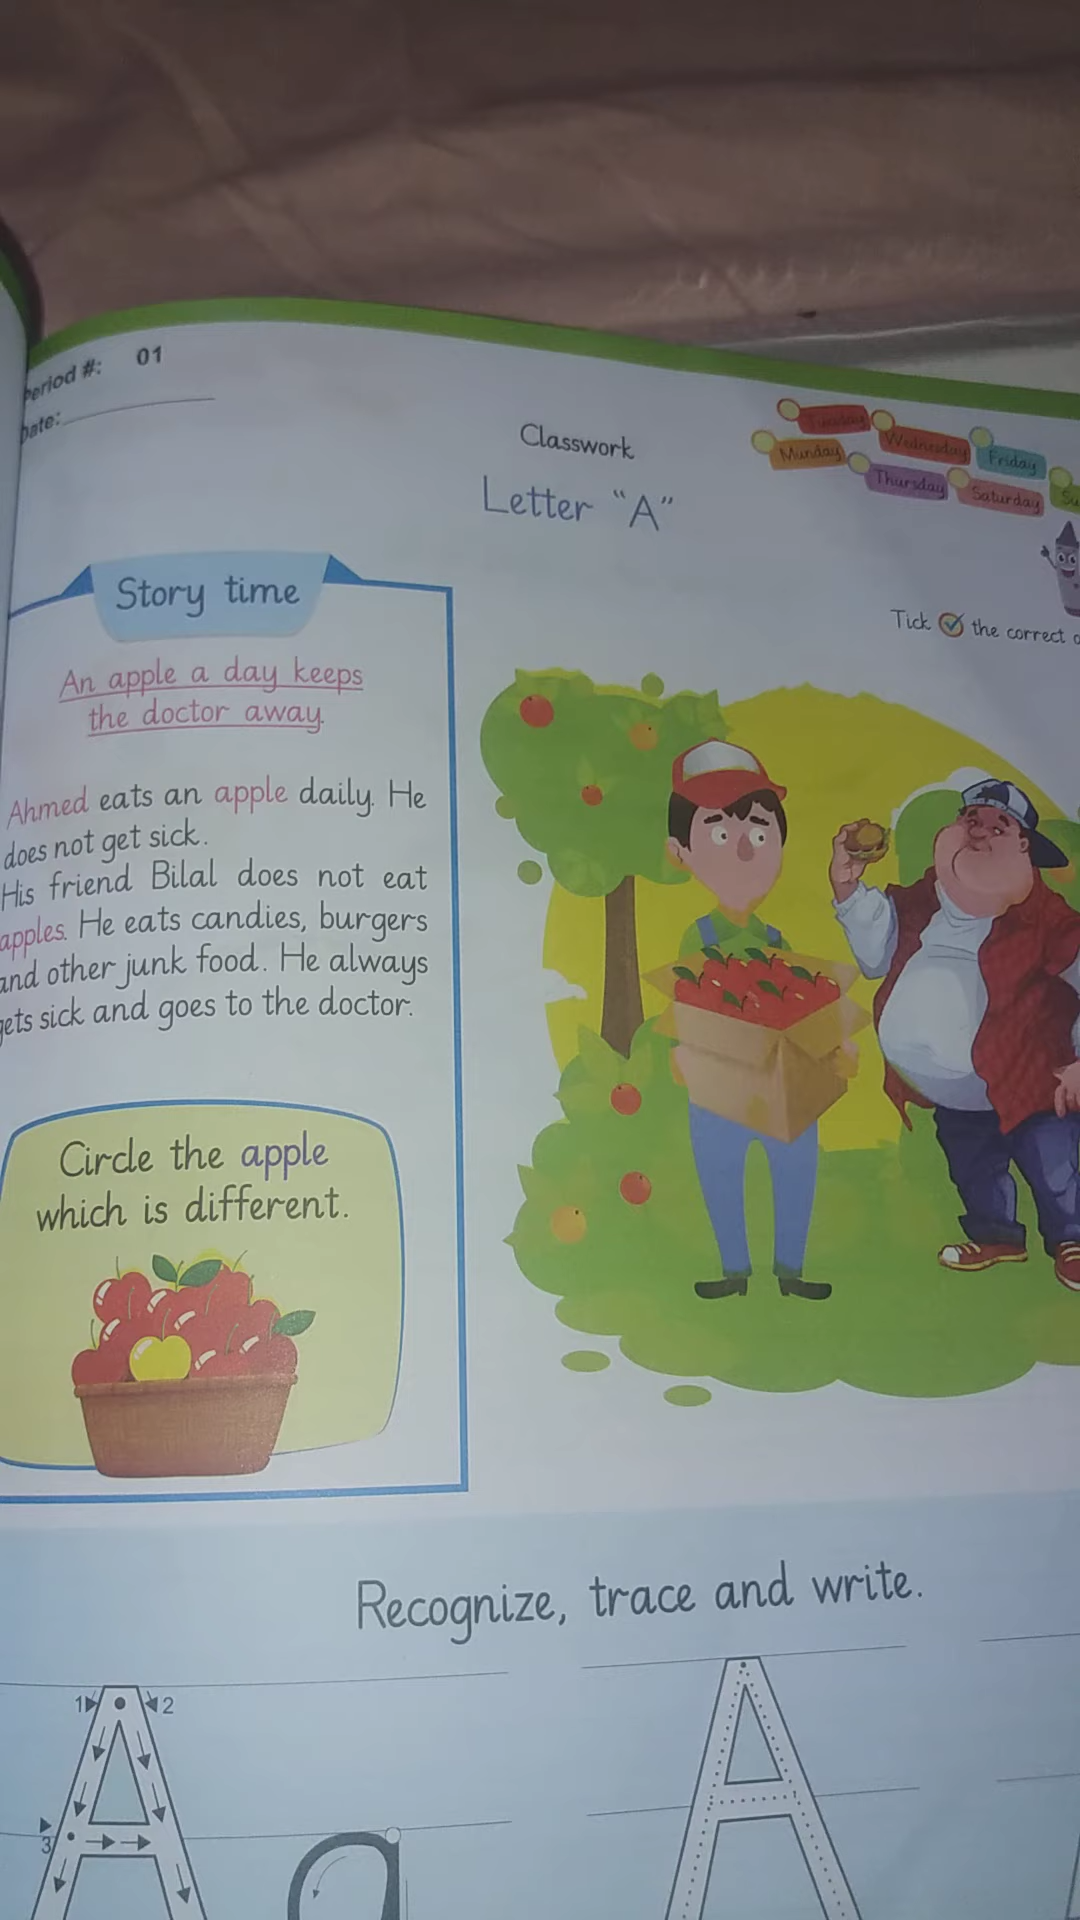 Period #: 01
Date:
Classwork
Letter "A"
Tuesday
Wednesday
Friday
Munday
Thursday
Saturday
Tick the correct
Story time
An apple a day keeps
the doctor away.
Ahmed eats an apple daily. He
does not get sick.
His friend Bilal does not eat
apples. He eats candies, burgers
and other junk food. He always
gets sick and goes to the doctor.
Circle the apple
which is different.
Recognize, trace and write.
1 2
3
A a A